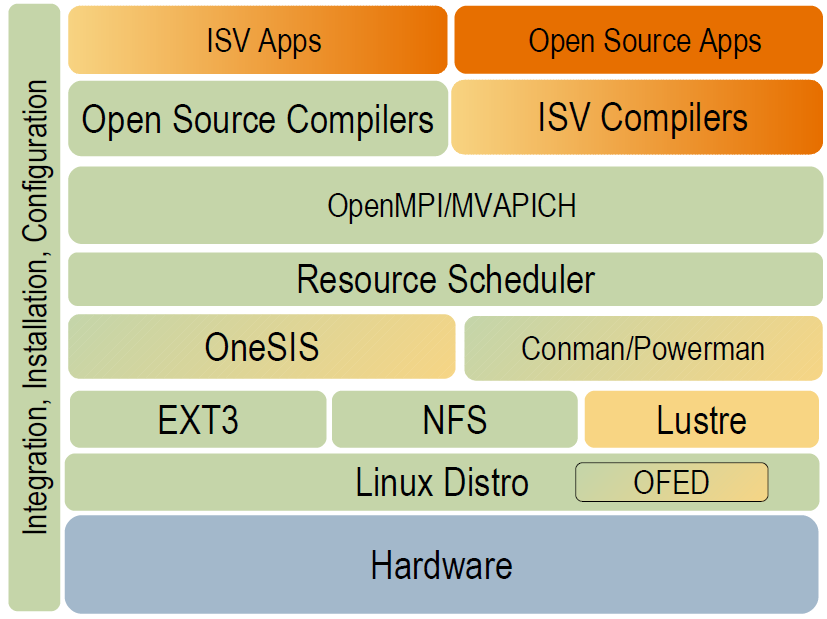 Integration, Installation, Configuration
ISV Apps
Open Source Apps
Open Source Compilers
ISV Compilers
OpenMPI/MVAPICH
Resource Scheduler
OneSIS
Conman/Powerman
EXT3
NFS
Lustre
Linux Distro
OFED
Hardware